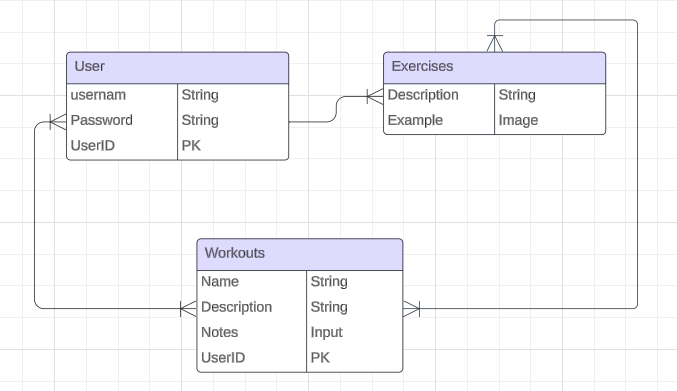 User
usernam String
Password String
UserID PK
Exercises
Description String
Example Image
Workouts
Name String
Description String
Notes Input
UserID PK